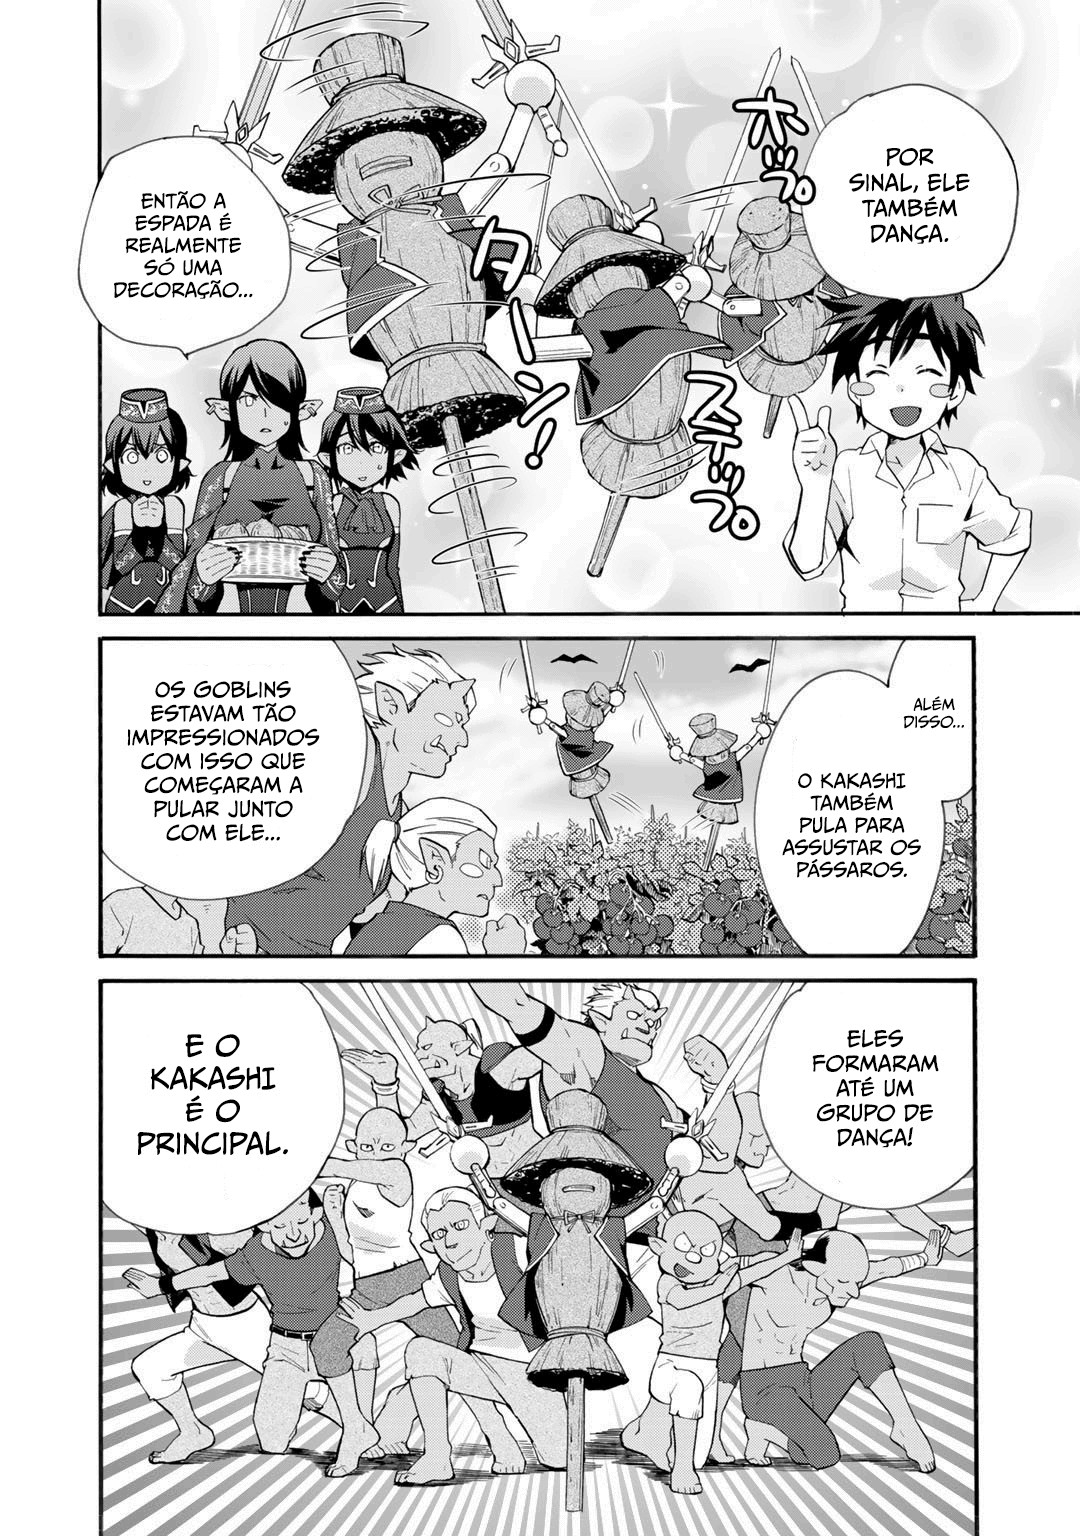 POR
SINAL, ELE
TAMBÉM
DANÇA.
ホップ
ステップ
ターン!
ENTÃO A
ESPADA É
REALMENTE
SÓ UMA
DECORAÇÃO...
ALÉM
DISSO...
O KAKASHI
TAMBÉM
PULA PARA
ASSUSTAR OS
PÁSSAROS.
OS GOBLINS
ESTAVAM TÃO
IMPRESSIONADOS
COM ISSO QUE
COMEÇARAM A
PULAR JUNTO
COM ELE...
ELES
FORMARAM
ATÉ UM
GRUPO DE
DANÇA!
E O
KAKASHI
É O
PRINCIPAL.